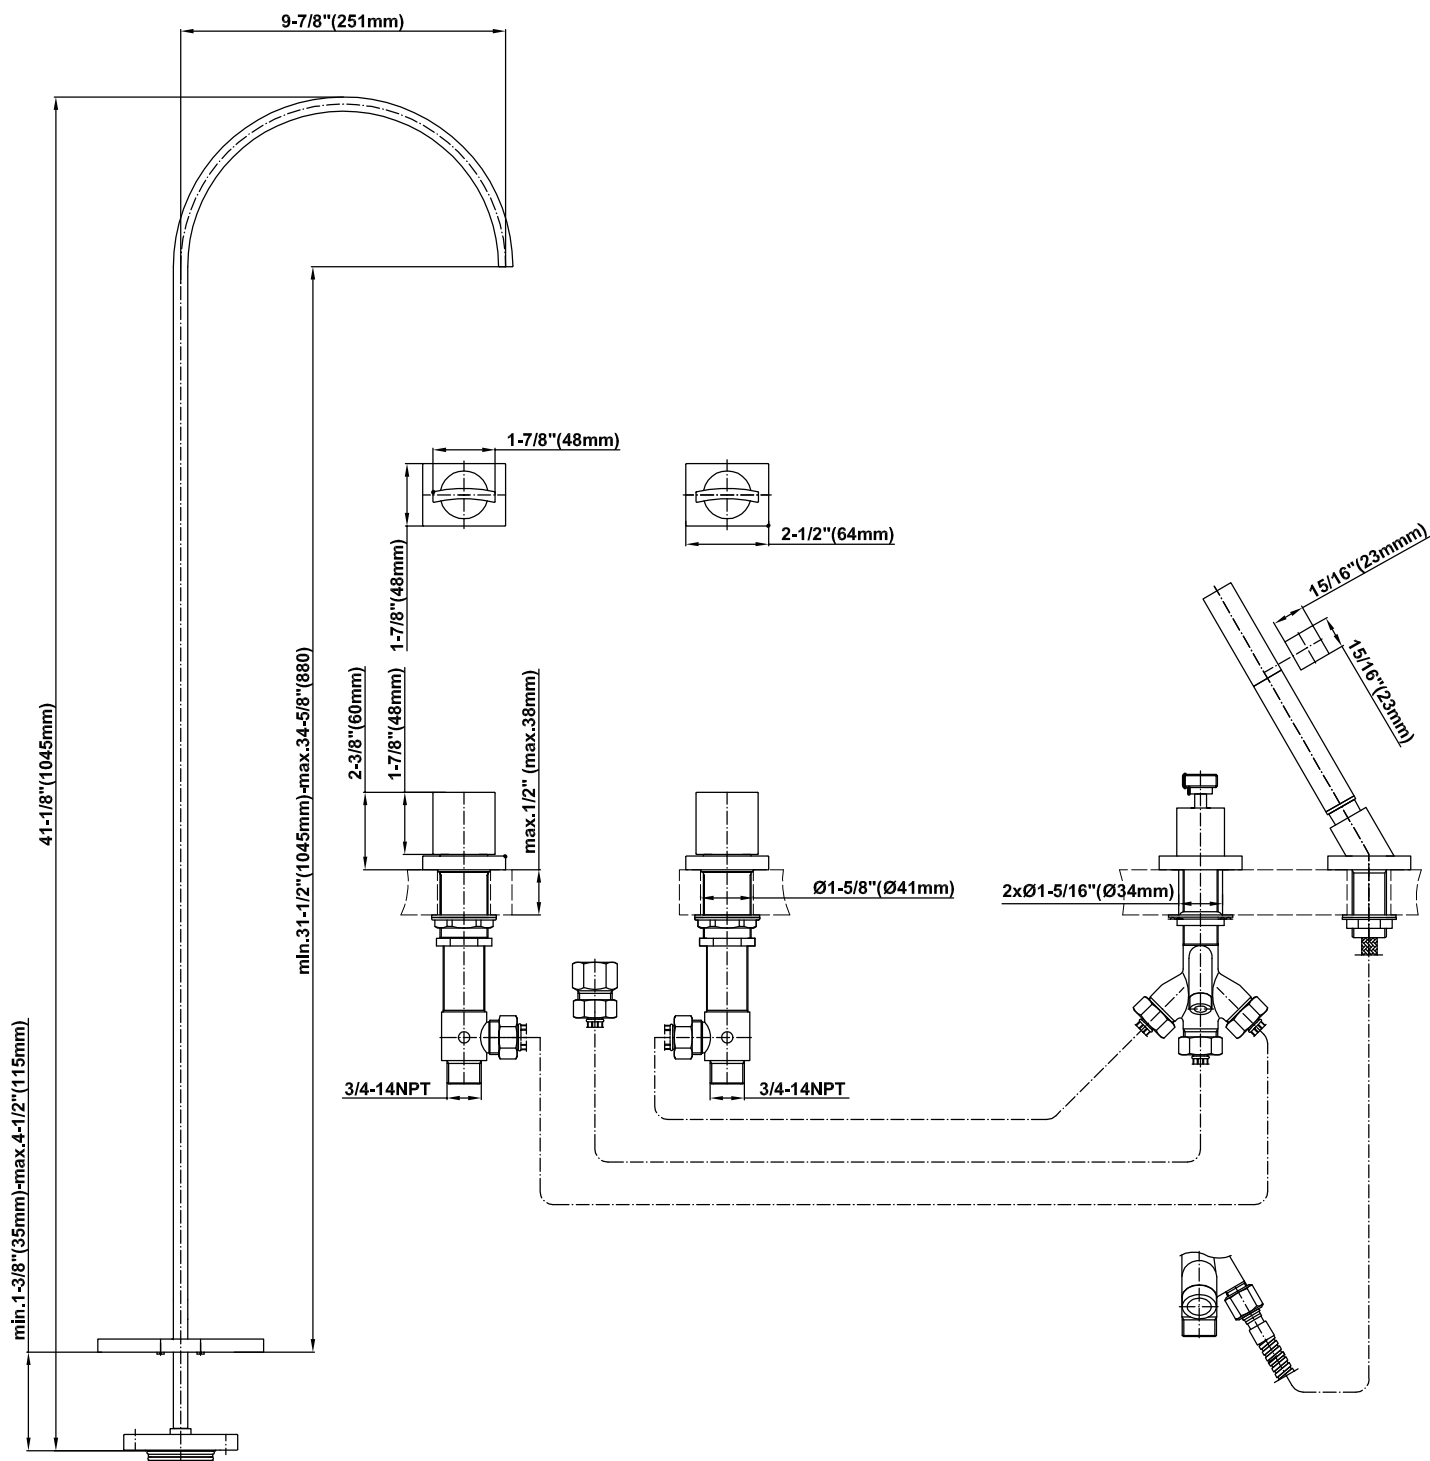 9-7/8"(251mm)
1-7/8"(48mm)
2-1/2"(64mm)
1-7/8"(48mm)
15/16"(23mmm)
15/16"(23mm)
41-1/8"(1045mm)
min.31-1/2"(1045mm)-max.34-5/8"(880)
2-3/8"(60mm)
1-7/8"(48mm)
max.1/2" (max.38mm)
Ø1-5/8"(Ø41mm)
2xØ1-5/16"(Ø34mm)
3/4-14NPT
3/4-14NPT
min.1-3/8"(35mm)-max.4-1/2"(115mm)